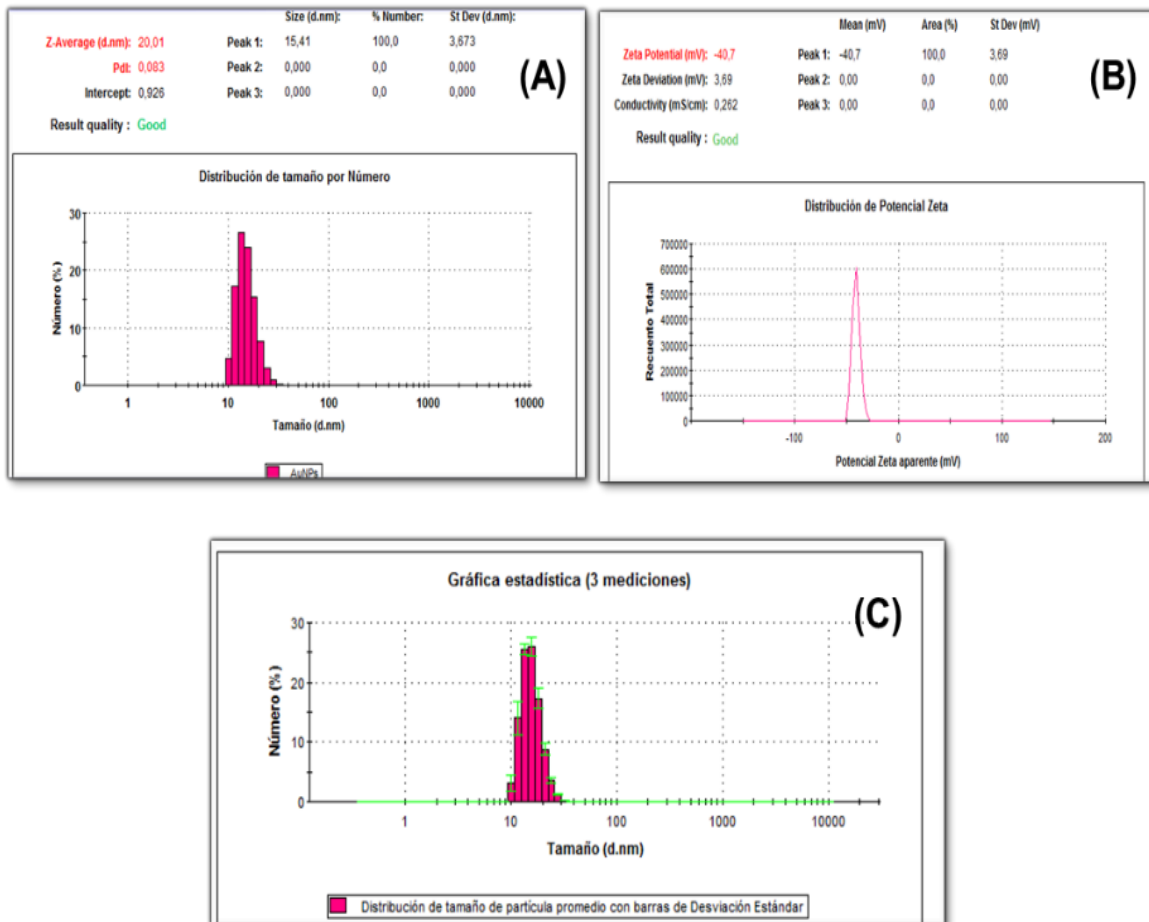 Size (d.nm): % Number: St Dev (d.nm):
Z-Average (d.nm): 20,01 Peak 1: 15,41 100,0 3,673
PdI: 0,083 Peak 2: 0,000 0,0 0,000
Intercept: 0,926 Peak 3: 0,000 0,0 0,000
Result quality : Good
(A)
Distribución de tamaño por Número
Número (%)
30
20
10
0
1 10 100 1000 10000
Tamaño (d.nm)
AuNPs
Mean (mV) Area (%) St Dev (mV)
Zeta Potential (mV): -40,7 Peak 1: -40,7 100,0 3,69
Zeta Deviation (mV): 3,69 Peak 2: 0,00 0,0 0,00
Conductivity (mS/cm): 0,262 Peak 3: 0,00 0,0 0,00
Result quality : Good
(B)
Distribución de Potencial Zeta
Recuento Total
700000
600000
500000
400000
300000
200000
100000
0
-100 0 100 200
Potencial Zeta aparente (mV)
Gráfica estadística (3 mediciones)
(C)
Número (%)
30
20
10
0
1 10 100 1000 10000
Tamaño (d.nm)
Distribución de tamaño de partícula promedio con barras de Desviación Estándar